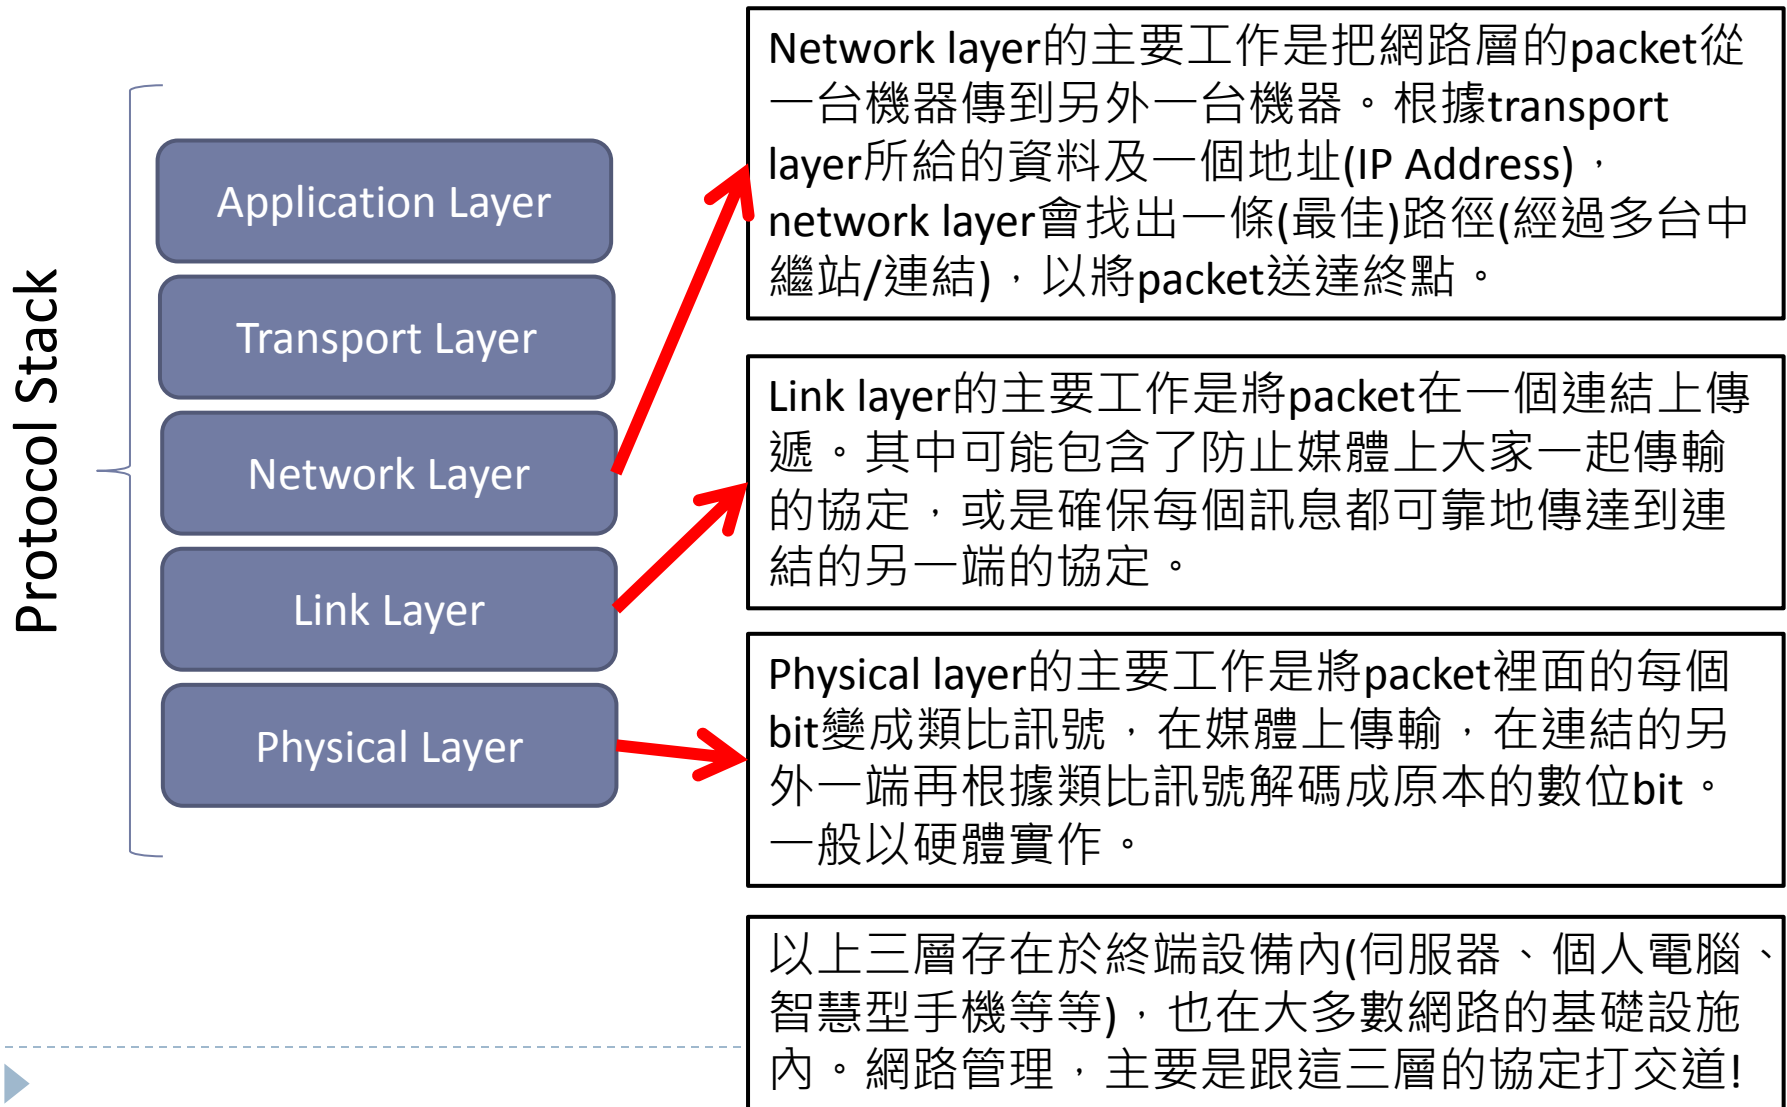 Protocol Stack
Application Layer
Transport Layer
Network Layer
Link Layer
Physical Layer
Network layer的主要工作是把網路層的packet從
一台機器傳到另外一台機器。根據transport
layer所給的資料及一個地址(IP Address)，
network layer會找出一條(最佳)路徑(經過多台中
繼站/連結)，以將packet送達終點。
Link layer的主要工作是將packet在一個連結上傳
遞。其中可能包含了防止媒體上大家一起傳輸
的協定，或是確保每個訊息都可靠地傳達到連
結的另一端的協定。
Physical layer的主要工作是將packet裡面的每個
bit變成類比訊號，在媒體上傳輸，在連結的另
外一端再根據類比訊號解碼成原本的數位bit。
一般以硬體實作。
以上三層存在於終端設備內(伺服器、個人電腦、
智慧型手機等等)，也在大多數網路的基礎設施
內。網路管理，主要是跟這三層的協定打交道!